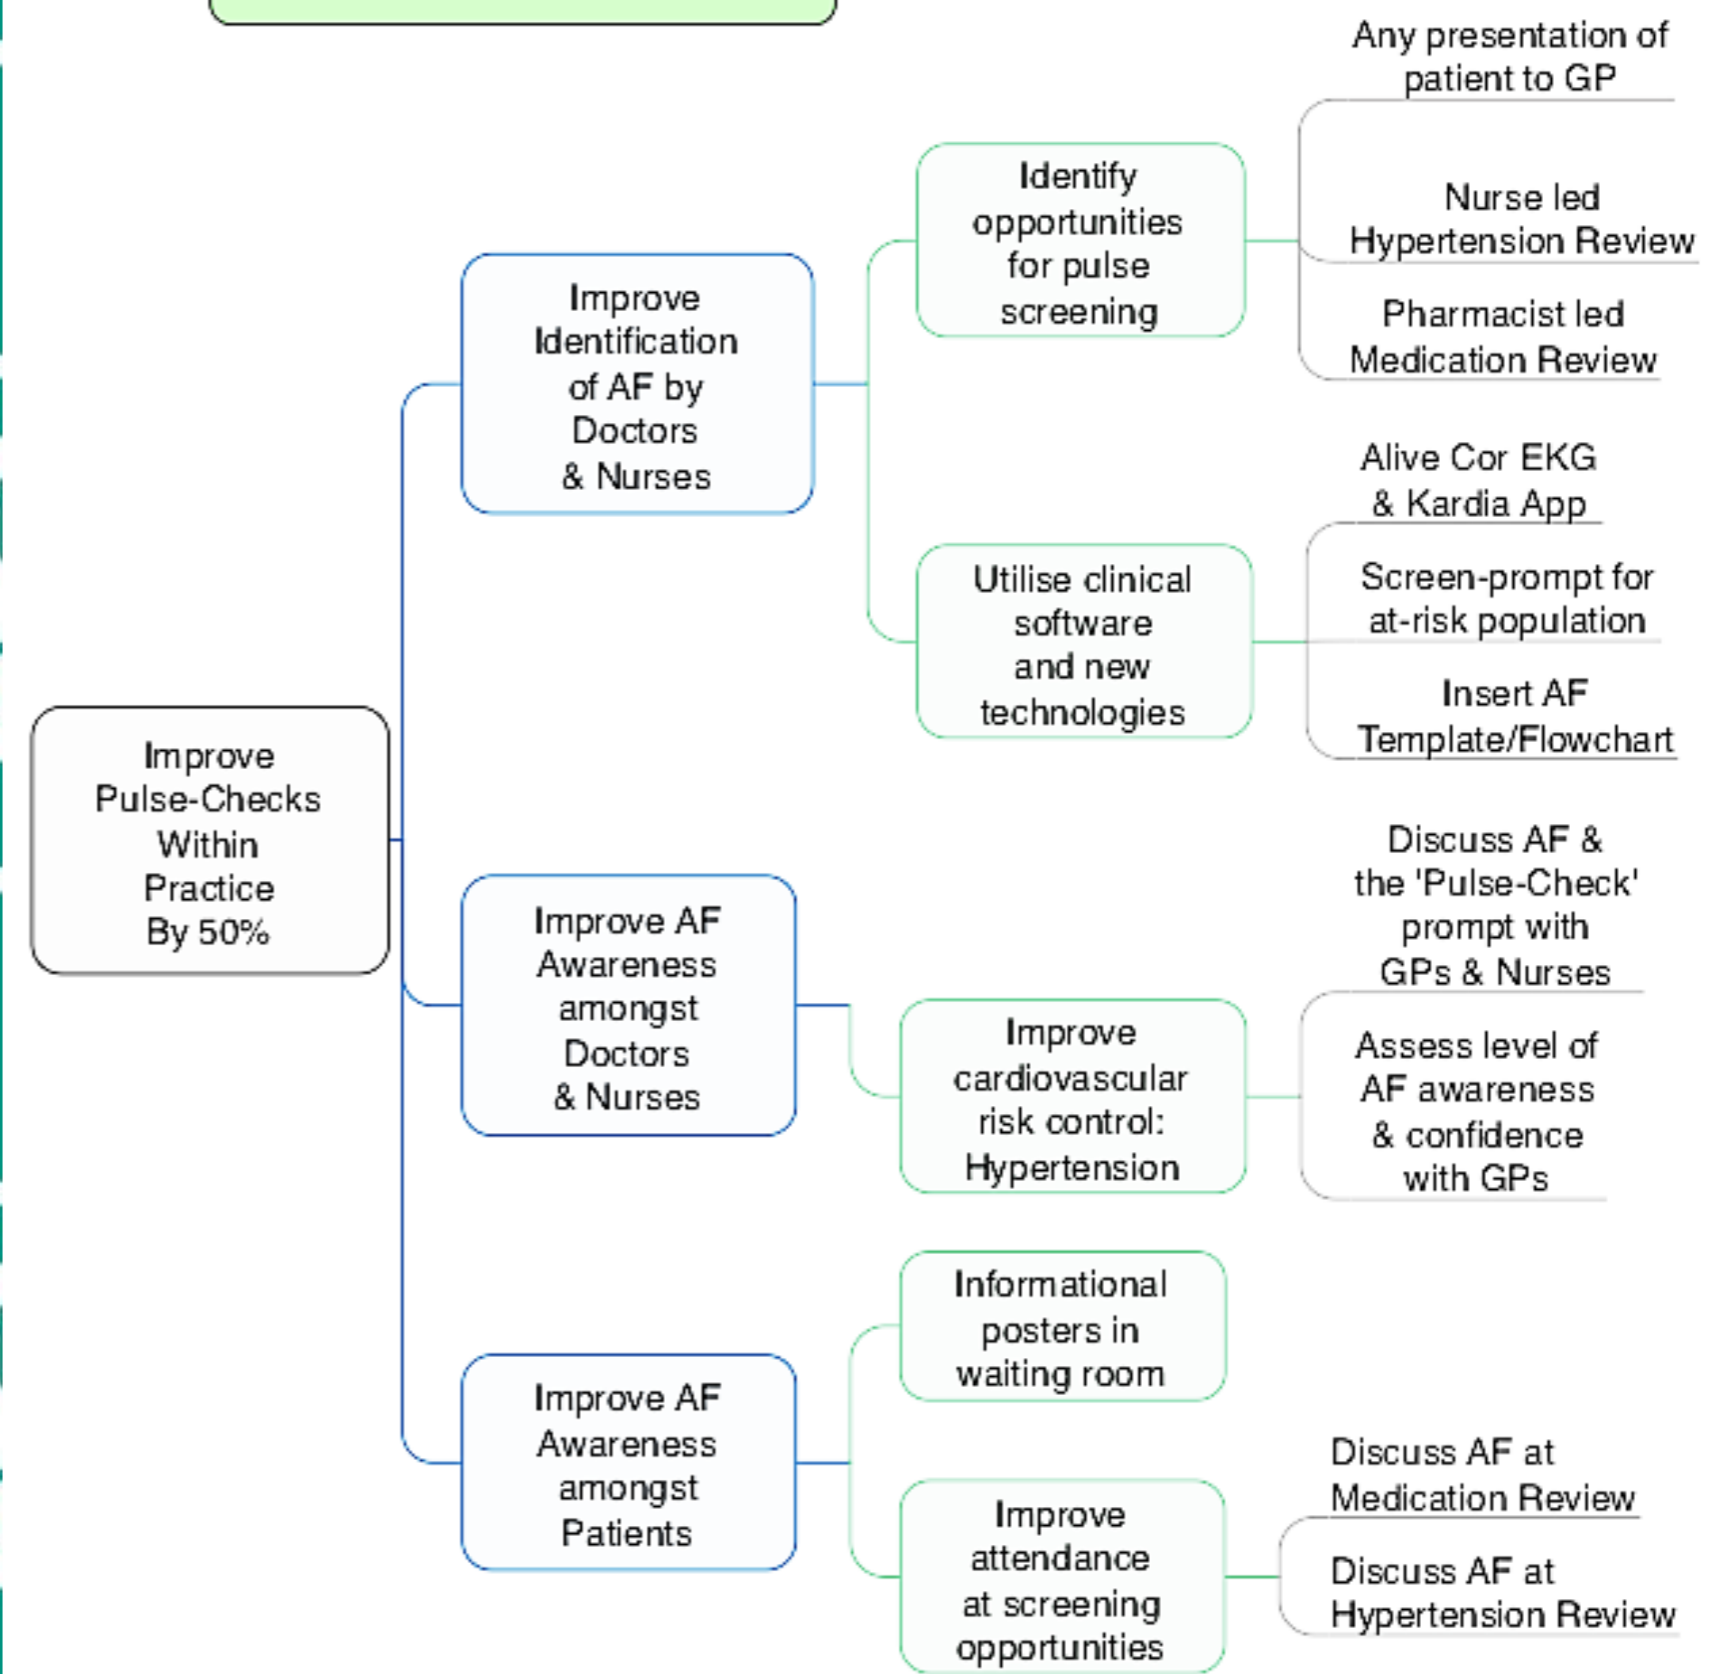 Any presentation of
patient to GP
Identify
opportunities
for pulse
screening
Nurse led
Hypertension Review
Pharmacist led
Medication Review
Improve
Identification
of AF by
Doctors
& Nurses
Alive Cor EKG
& Kardia App
Utilise clinical
software
and new
technologies
Screen-prompt for
at-risk population
Insert AF
Template/Flowchart
Improve
Pulse-Checks
Within
Practice
By 50%
Improve AF
Awareness
amongst
Doctors
& Nurses
Discuss AF &
the 'Pulse-Check'
prompt with
GPs & Nurses
Improve
cardiovascular
risk control:
Hypertension
Assess level of
AF awareness
& confidence
with GPs
Informational
posters in
waiting room
Improve AF
Awareness
amongst
Patients
Improve
attendance
at screening
opportunities
Discuss AF at
Medication Review
Discuss AF at
Hypertension Review